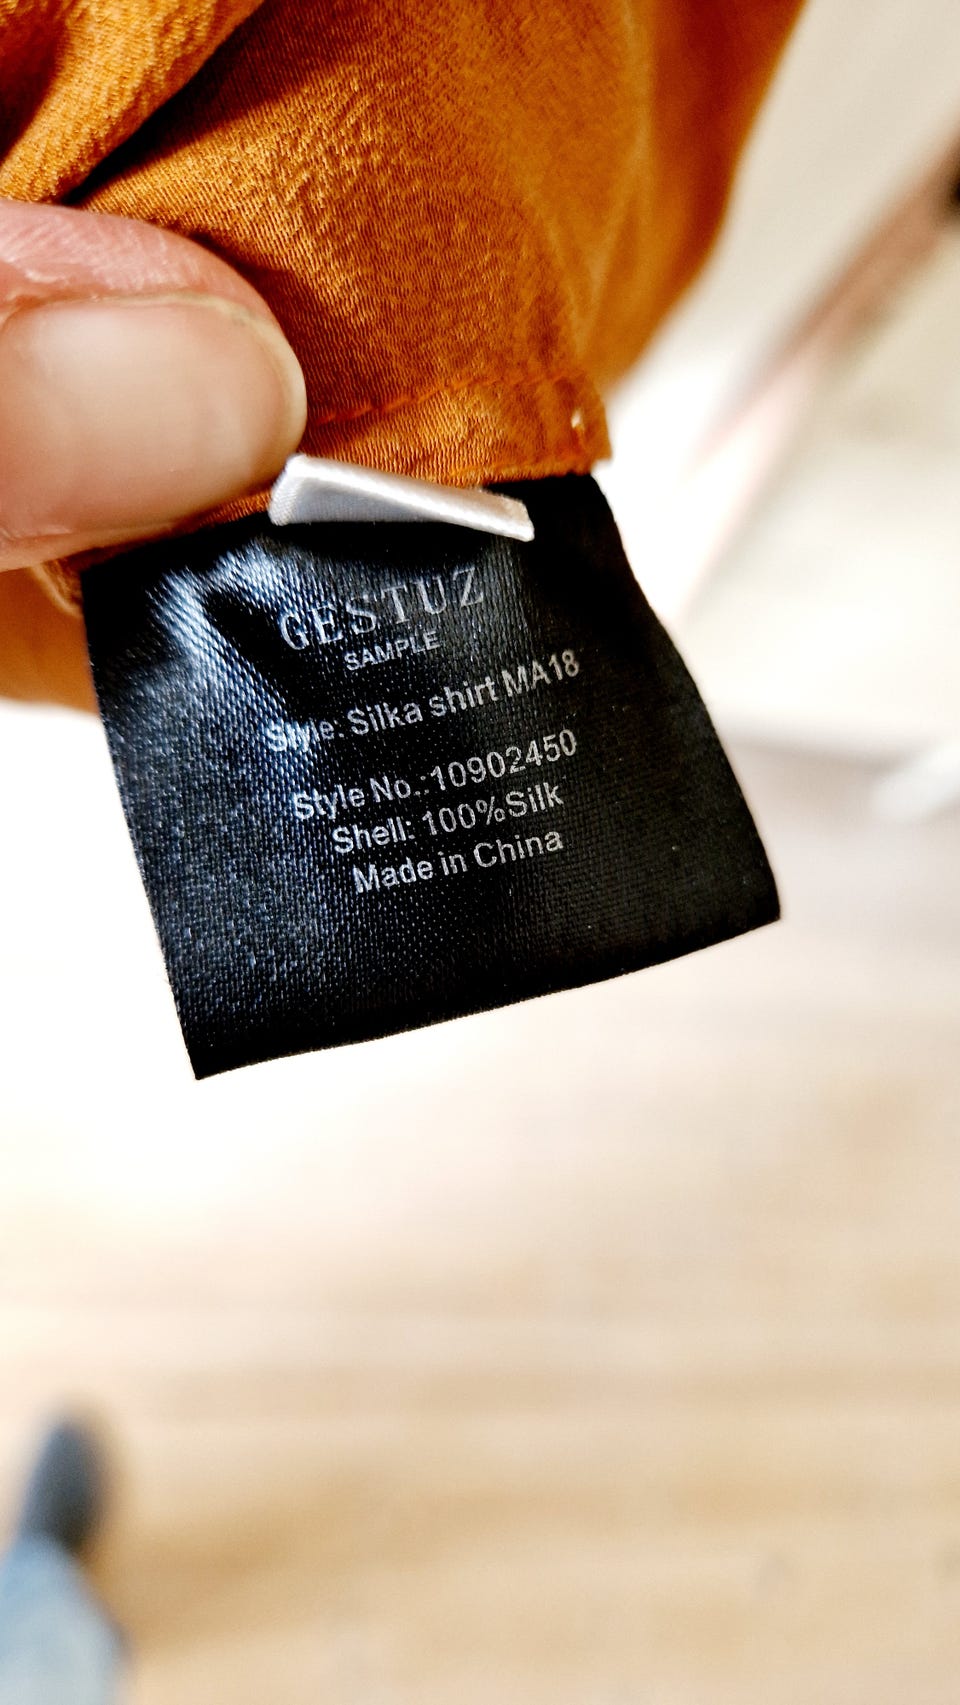 GESTUZ
SAMPLE
Style: Silka shirt MA18
Style No.:10902450
Shell: 100%Silk
Made in China